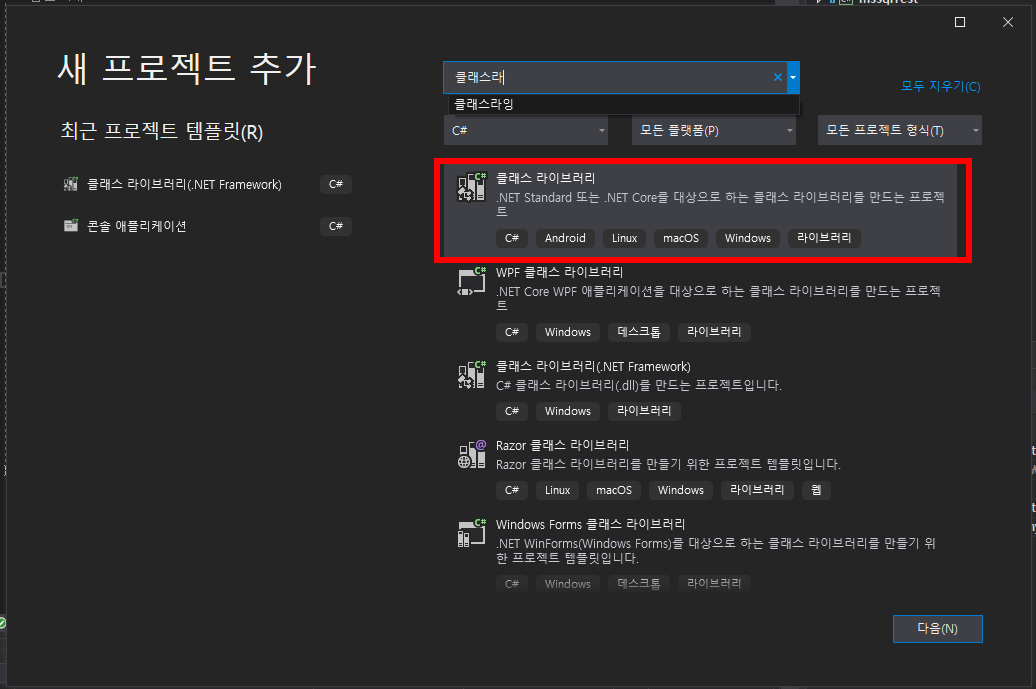 새 프로젝트 추가
최근 프로젝트 템플릿(R)
클래스 라이브러리(.NET Framework) C#
콘솔 애플리케이션 C#
클래스라
클래스라잉
모두 지우기(C)
C# 모든 플랫폼(P) 모든 프로젝트 형식(T)
클래스 라이브러리
.NET Standard 또는 .NET Core를 대상으로 하는 클래스 라이브러리를 만드는 프로젝
트
C# Android Linux macOS Windows 라이브러리
WPF 클래스 라이브러리
.NET Core WPF 애플리케이션을 대상으로 하는 클래스 라이브러리를 만드는 프로젝
트
C# Windows 데스크톱 라이브러리
클래스 라이브러리(.NET Framework)
C# 클래스 라이브러리(.dll)를 만드는 프로젝트입니다.
C# Windows 라이브러리
Razor 클래스 라이브러리
Razor 클래스 라이브러리를 만들기 위한 프로젝트 템플릿입니다.
C# Linux macOS Windows 라이브러리 웹
Windows Forms 클래스 라이브러리
.NET WinForms(Windows Forms)를 대상으로 하는 클래스 라이브러리를 만들기 위
한 프로젝트 템플릿입니다.
C# Windows 데스크톱 라이브러리
다음(N)